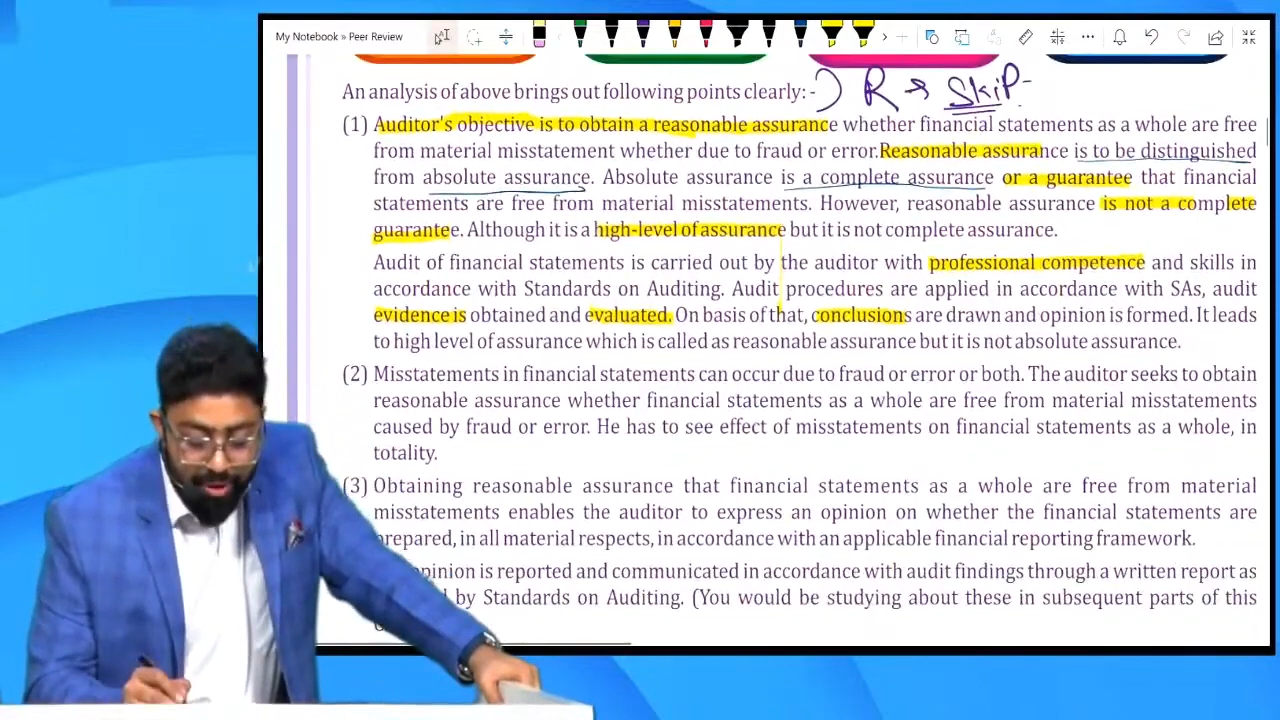 My Notebook » Peer Review
An analysis of above brings out following points clearly: - R → SkiP
(1) Auditor's objective is to obtain a reasonable assurance whether financial statements as a whole are free
from material misstatement whether due to fraud or error.Reasonable assurance is to be distinguished
from absolute assurance. Absolute assurance is a complete assurance or a guarantee that financial
statements are free from material misstatements. However, reasonable assurance is not a complete
guarantee. Although it is a high-level of assurance but it is not complete assurance.
Audit of financial statements is carried out by the auditor with professional competence and skills in
accordance with Standards on Auditing. Audit procedures are applied in accordance with SAs, audit
evidence is obtained and evaluated. On basis of that, conclusions are drawn and opinion is formed. It leads
to high level of assurance which is called as reasonable assurance but it is not absolute assurance.
(2) Misstatements in financial statements can occur due to fraud or error or both. The auditor seeks to obtain
reasonable assurance whether financial statements as a whole are free from material misstatements
caused by fraud or error. He has to see effect of misstatements on financial statements as a whole, in
totality.
(3) Obtaining reasonable assurance that financial statements as a whole are free from material
misstatements enables the auditor to express an opinion on whether the financial statements are
prepared, in all material respects, in accordance with an applicable financial reporting framework.
opinion is reported and communicated in accordance with audit findings through a written report as
by Standards on Auditing. (You would be studying about these in subsequent parts of this